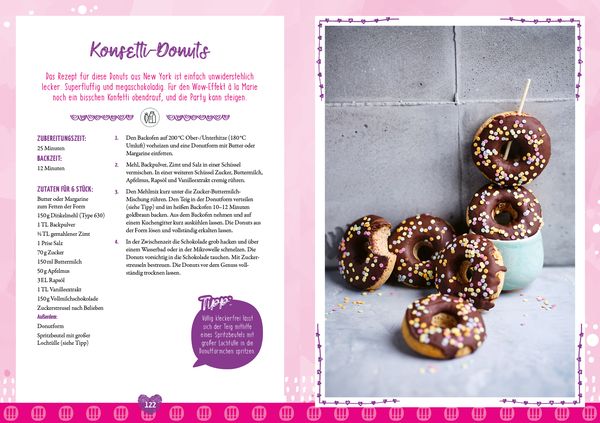 Konfetti-Donuts
Das Rezept für diese Donuts aus New York ist einfach unwiderstehlich
lecker. Superfluffig und megaschokoladig. Für den Wow-Effekt à la Marie
noch ein bisschen Konfetti obendrauf, und die Party kann steigen.
ZUBEREITUNGSZEIT:
25 Minuten
BACKZEIT:
12 Minuten
ZUTATEN FÜR 6 STÜCK:
Butter oder Margarine
zum Fetten der Form
150 g Dinkelmehl (Type 630)
1 TL Backpulver
¾ TL gemahlener Zimt
1 Prise Salz
70 g Zucker
150 ml Buttermilch
50 g Apfelmus
3 EL Rapsöl
1 TL Vanilleextrakt
150 g Vollmilchschokolade
Zuckerstreusel nach Belieben
Außerdem:
Donutform
Spritzbeutel mit großer
Lochtülle (siehe Tipp)
1. Den Backofen auf 200 °C Ober-/Unterhitze (180 °C
Umluft) vorheizen und eine Donutform mit Butter oder
Margarine einfetten.
2. Mehl, Backpulver, Zimt und Salz in einer Schüssel
vermischen. In einer weiteren Schüssel Zucker, Buttermilch,
Apfelmus, Rapsöl und Vanilleextrakt cremig rühren.
3. Den Mehlmix kurz unter die Zucker-Buttermilch-
Mischung rühren. Den Teig in der Donutform verteilen
(siehe Tipp) und im heißen Backofen 10–12 Minuten
goldbraun backen. Aus dem Backofen nehmen und auf
einem Kuchengitter kurz auskühlen lassen. Die Donuts aus
der Form lösen und vollständig erkalten lassen.
4. In der Zwischenzeit die Schokolade grob hacken und über
einem Wasserbad oder in der Mikrowelle schmelzen. Die
Donuts vorsichtig in die Schokolade tauchen. Mit Zucker-
streuseln bestreuen. Die Donuts vor dem Genuss voll-
ständig trocknen lassen.
Tipp:
Völlig kleckerfrei lässt
sich der Teig mithilfe
eines Spritzbeutels mit
großer Lochtülle in die
Donutförmchen spritzen.
122